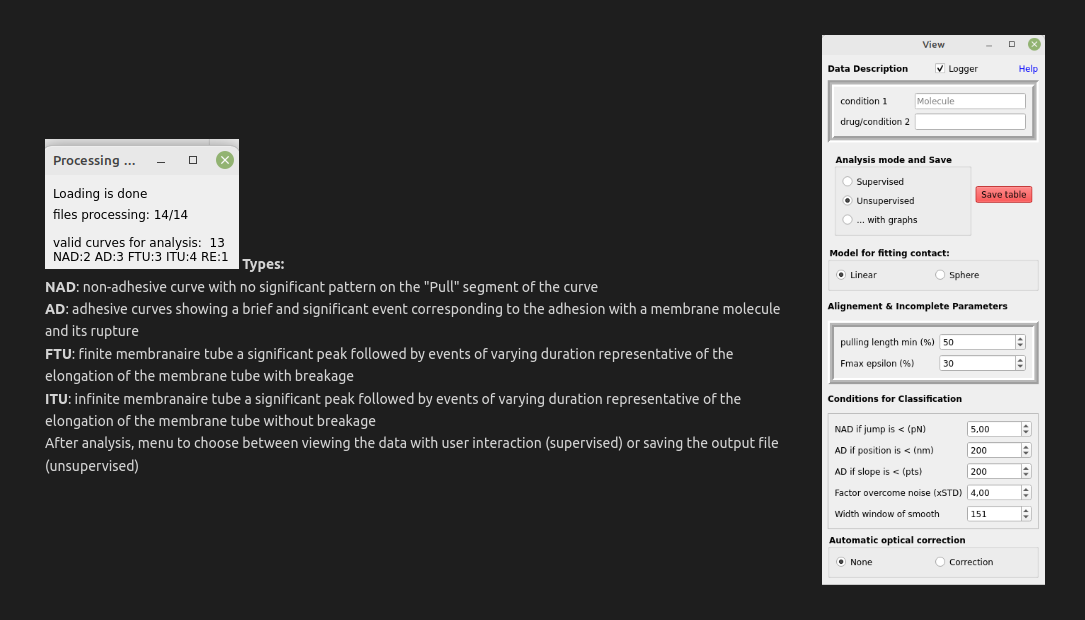 Processing ...
Loading is done
files processing: 14/14
valid curves for analysis:  13
NAD:2 AD:3 FTU:3 ITU:4 RE:1
Types:
NAD: non-adhesive curve with no significant pattern on the "Pull" segment of the curve
AD: adhesive curves showing a brief and significant event corresponding to the adhesion with a membrane molecule
and its rupture
FTU: finite membranaire tube a significant peak followed by events of varying duration representative of the
elongation of the membrane tube with breakage
ITU: infinite membranaire tube a significant peak followed by events of varying duration representative of the
elongation of the membrane tube without breakage
After analysis, menu to choose between viewing the data with user interaction (supervised) or saving the output file
(unsupervised)
View
Data Description Logger Help
condition 1 Molecule
drug/condition 2
Analysis mode and Save
Supervised
Unsupervised Save table
... with graphs
Model for fitting contact:
Linear Sphere
Alignement & Incomplete Parameters
pulling length min (%) 50
Fmax epsilon (%) 30
Conditions for Classification
NAD if jump is < (pN) 5,00
AD if position is < (nm) 200
AD if slope is < (pts) 200
Factor overcome noise (xSTD) 4,00
Width window of smooth 151
Automatic optical correction
None Correction